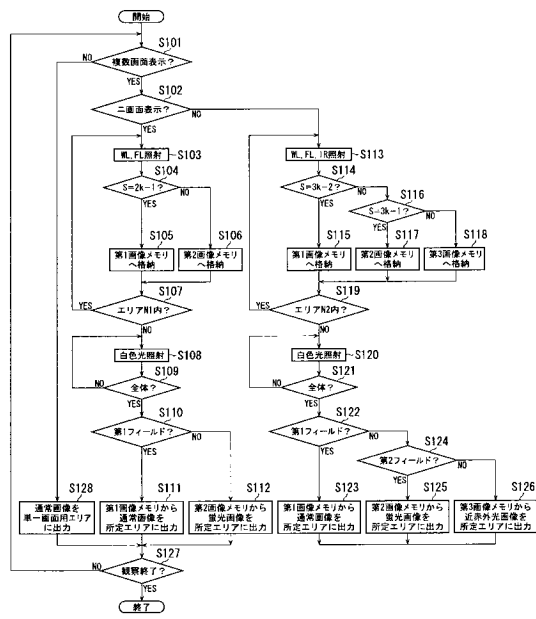 開始
S101
複数画面表示？
NO
YES
S102
二画面表示？
NO
YES
WL,FL照射
S103
WL,FL,IR照射
S113
S104
S=2k-1？
NO
YES
S114
S=3k-2？
NO
YES
S116
S=3k-1？
NO
YES
S105
第1画像メモリ
へ格納
S106
第2画像メモリ
へ格納
S115
第1画像メモリ
へ格納
S117
第2画像メモリ
へ格納
S118
第3画像メモリ
へ格納
S107
エリアN1内？
YES
NO
S119
エリアN2内？
YES
NO
白色光照射
S108
白色光照射
S120
S109
全体？
NO
YES
S121
全体？
NO
YES
S110
第1フィールド？
NO
YES
S122
第1フィールド？
NO
YES
S124
第2フィールド？
NO
YES
S128
通常画像を
単一画面用エリア
に出力
S111
第1画像メモリから
通常画像を
所定エリアに出力
S112
第2画像メモリから
蛍光画像を
所定エリアに出力
S123
第1画像メモリから
通常画像を
所定エリアに出力
S125
第2画像メモリから
蛍光画像を
所定エリアに出力
S126
第3画像メモリから
近赤外光画像を
所定エリアに出力
S127
観察終了？
NO
YES
終了